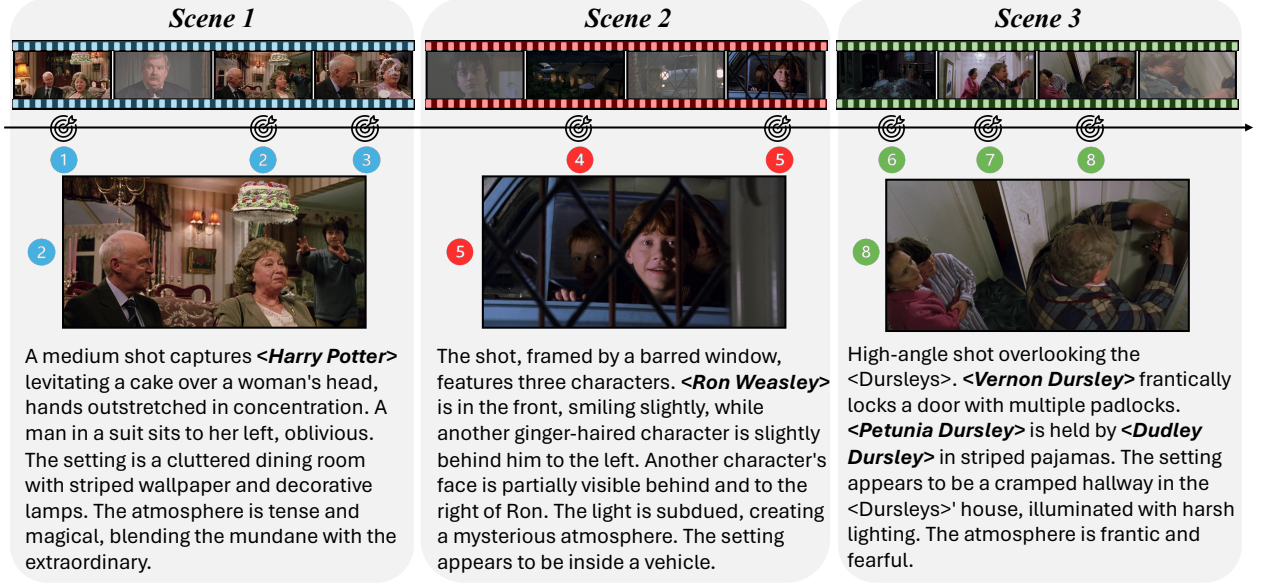 Scene 1
Scene 2
Scene 3
1
2
3
4
5
6
7
8
2
5
8
A medium shot captures <Harry Potter>
levitating a cake over a woman's head,
hands outstretched in concentration. A
man in a suit sits to her left, oblivious.
The setting is a cluttered dining room
with striped wallpaper and decorative
lamps. The atmosphere is tense and
magical, blending the mundane with the
extraordinary.
The shot, framed by a barred window,
features three characters. <Ron Weasley>
is in the front, smiling slightly, while
another ginger-haired character is slightly
behind him to the left. Another character's
face is partially visible behind and to the
right of Ron. The light is subdued, creating
a mysterious atmosphere. The setting
appears to be inside a vehicle.
High-angle shot overlooking the
<Dursleys>. <Vernon Dursley> frantically
locks a door with multiple padlocks.
<Petunia Dursley> is held by <Dudley
Dursley> in striped pajamas. The setting
appears to be a cramped hallway in the
<Dursleys>' house, illuminated with harsh
lighting. The atmosphere is frantic and
fearful.